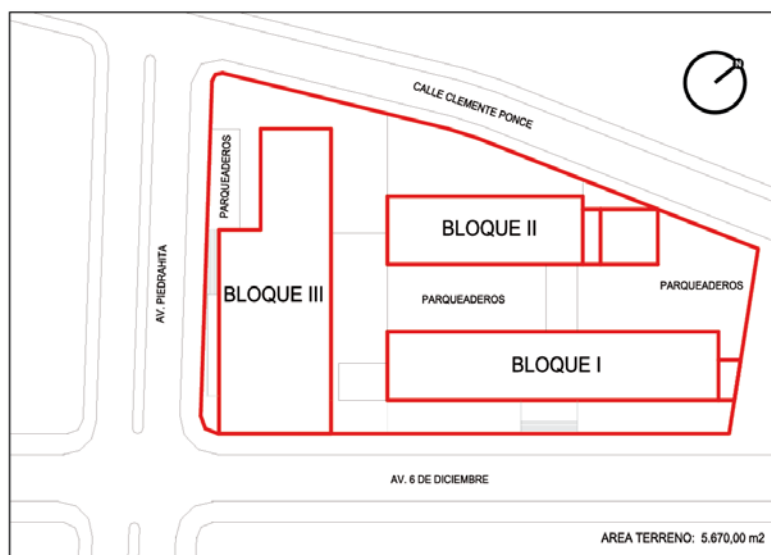 N
CALLE CLEMENTE PONCE
PARQUEADEROS
BLOQUE II
AV. PIEDRAHITA
BLOQUE III
PARQUEADEROS
PARQUEADEROS
BLOQUE I
AV. 6 DE DICIEMBRE
AREA TERRENO: 5.670,00 m2